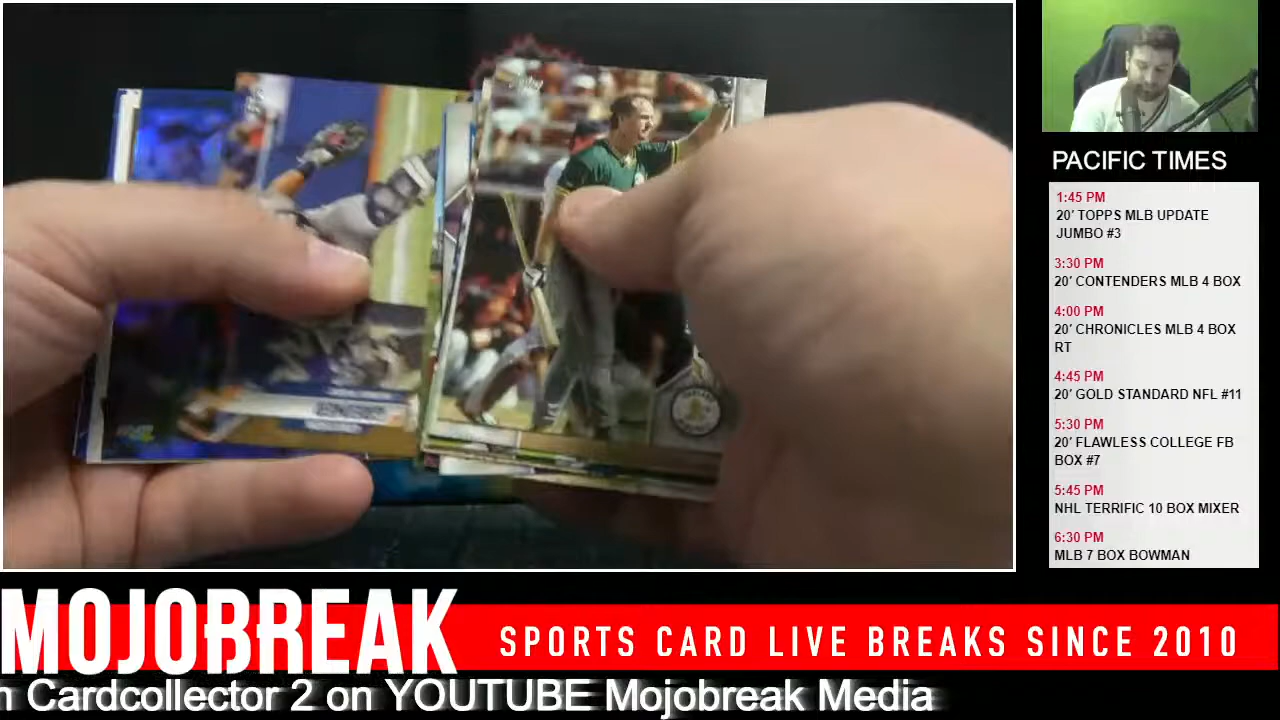 PACIFIC TIMES
1:45 PM
20' TOPPS MLB UPDATE
JUMBO #3
3:30 PM
20' CONTENDERS MLB 4 BOX
4:00 PM
20' CHRONICLES MLB 4 BOX
RT
4:45 PM
20' GOLD STANDARD NFL #11
5:30 PM
20' FLAWLESS COLLEGE FB
BOX #7
5:45 PM
NHL TERRIFIC 10 BOX MIXER
6:30 PM
MLB 7 BOX BOWMAN
MOJOBREAK
SPORTS CARD LIVE BREAKS SINCE 2010
n Cardcollector 2 on YOUTUBE Mojobreak Media